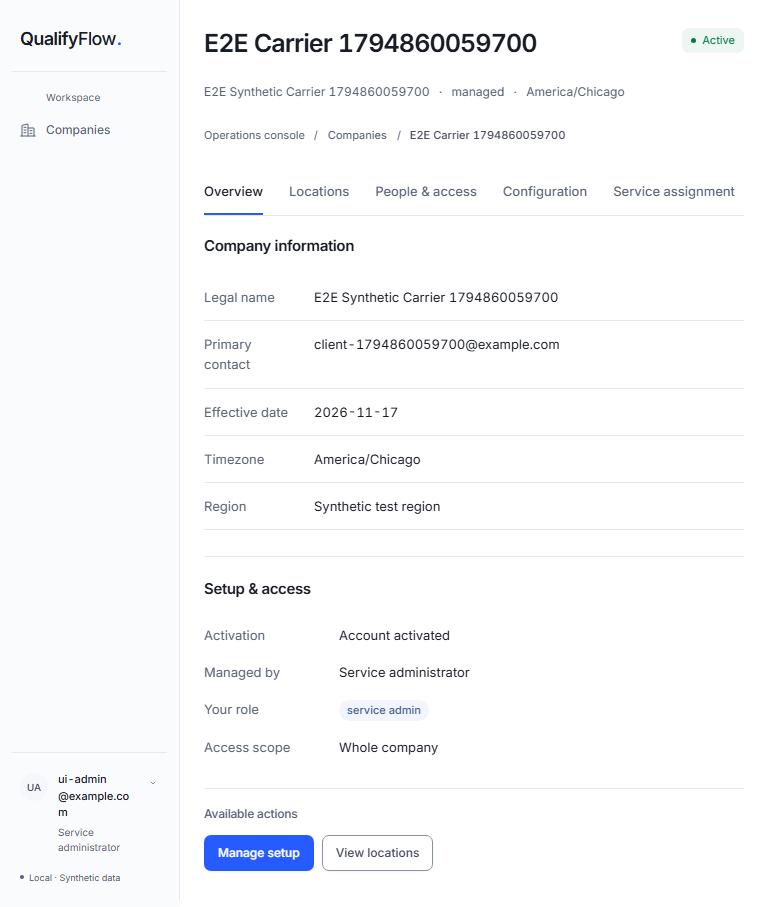 QualifyFlow.
Workspace
Companies
E2E Carrier 1794860059700
Active
E2E Synthetic Carrier 1794860059700 · managed · America/Chicago
Operations console / Companies / E2E Carrier 1794860059700
Overview Locations People & access Configuration Service assignment
Company information
Legal name E2E Synthetic Carrier 1794860059700
Primary
contact
client-1794860059700@example.com
Effective date 2026-11-17
Timezone America/Chicago
Region Synthetic test region
Setup & access
Activation Account activated
Managed by Service administrator
Your role service admin
Access scope Whole company
Available actions
Manage setup View locations
UA
ui-admin
@example.co
m
Service
administrator
Local · Synthetic data